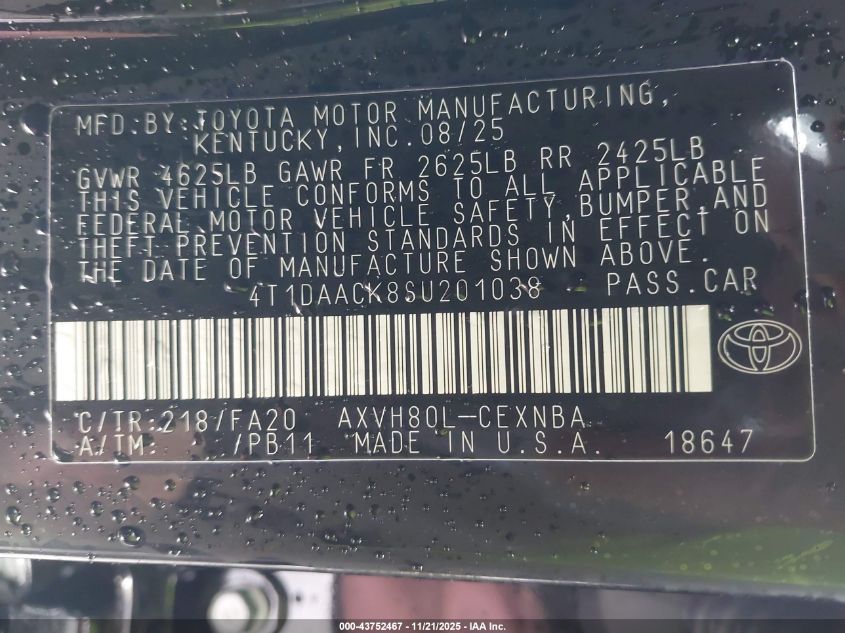 MFD.BY:TOYOTA MOTOR MANUFACTURING,
KENTUCKY,INC.08/25
GVWR 4625LB GAWR FR 2625LB RR 2425LB
THIS VEHICLE CONFORMS TO ALL APPLICABLE
FEDERAL MOTOR VEHICLE SAFETY,BUMPER,AND
THEFT PREVENTION STANDARDS IN EFFECT ON
THE DATE OF MANUFACTURE SHOWN ABOVE.
4T1DAACK8SU201038 PASS.CAR
C/TR:218/FA20 AXVH80L-CEXNBA
A/TM: /PB11 MADE IN U.S.A. 18647
000-43752467 - 11/21/2025 - IAA Inc.